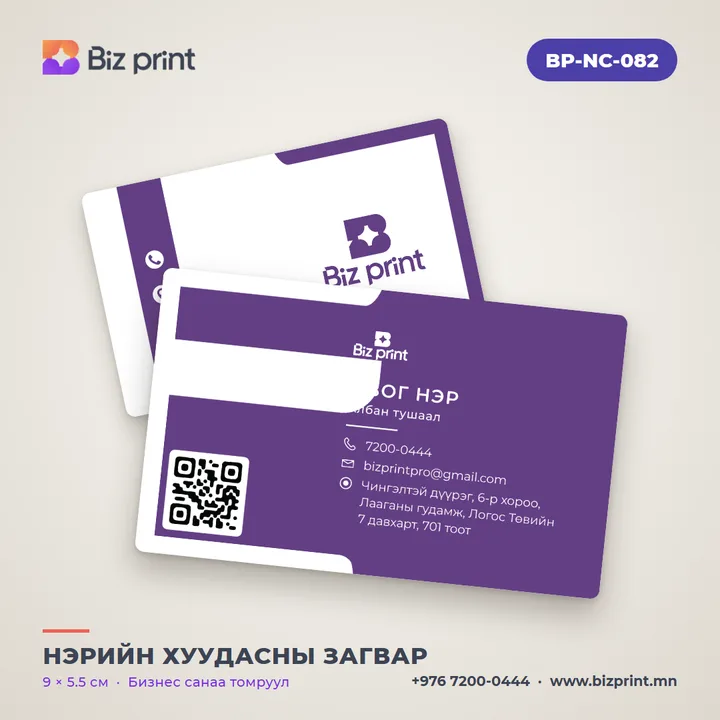 Biz print
BP-NC-082
Biz print
Biz print
ОГ НЭР
лбан тушаал
7200-0444
bizprintpro@gmail.com
Чингэлтэй дүүрэг, 6-р хороо,
Лааганы гудамж, Логос Төвийн
7 давхарт, 701 тоот
НЭРИЙН ХУУДАСНЫ ЗАГВАР
9 × 5.5 см · Бизнес санаа томруул
+976 7200-0444 · www.bizprint.mn